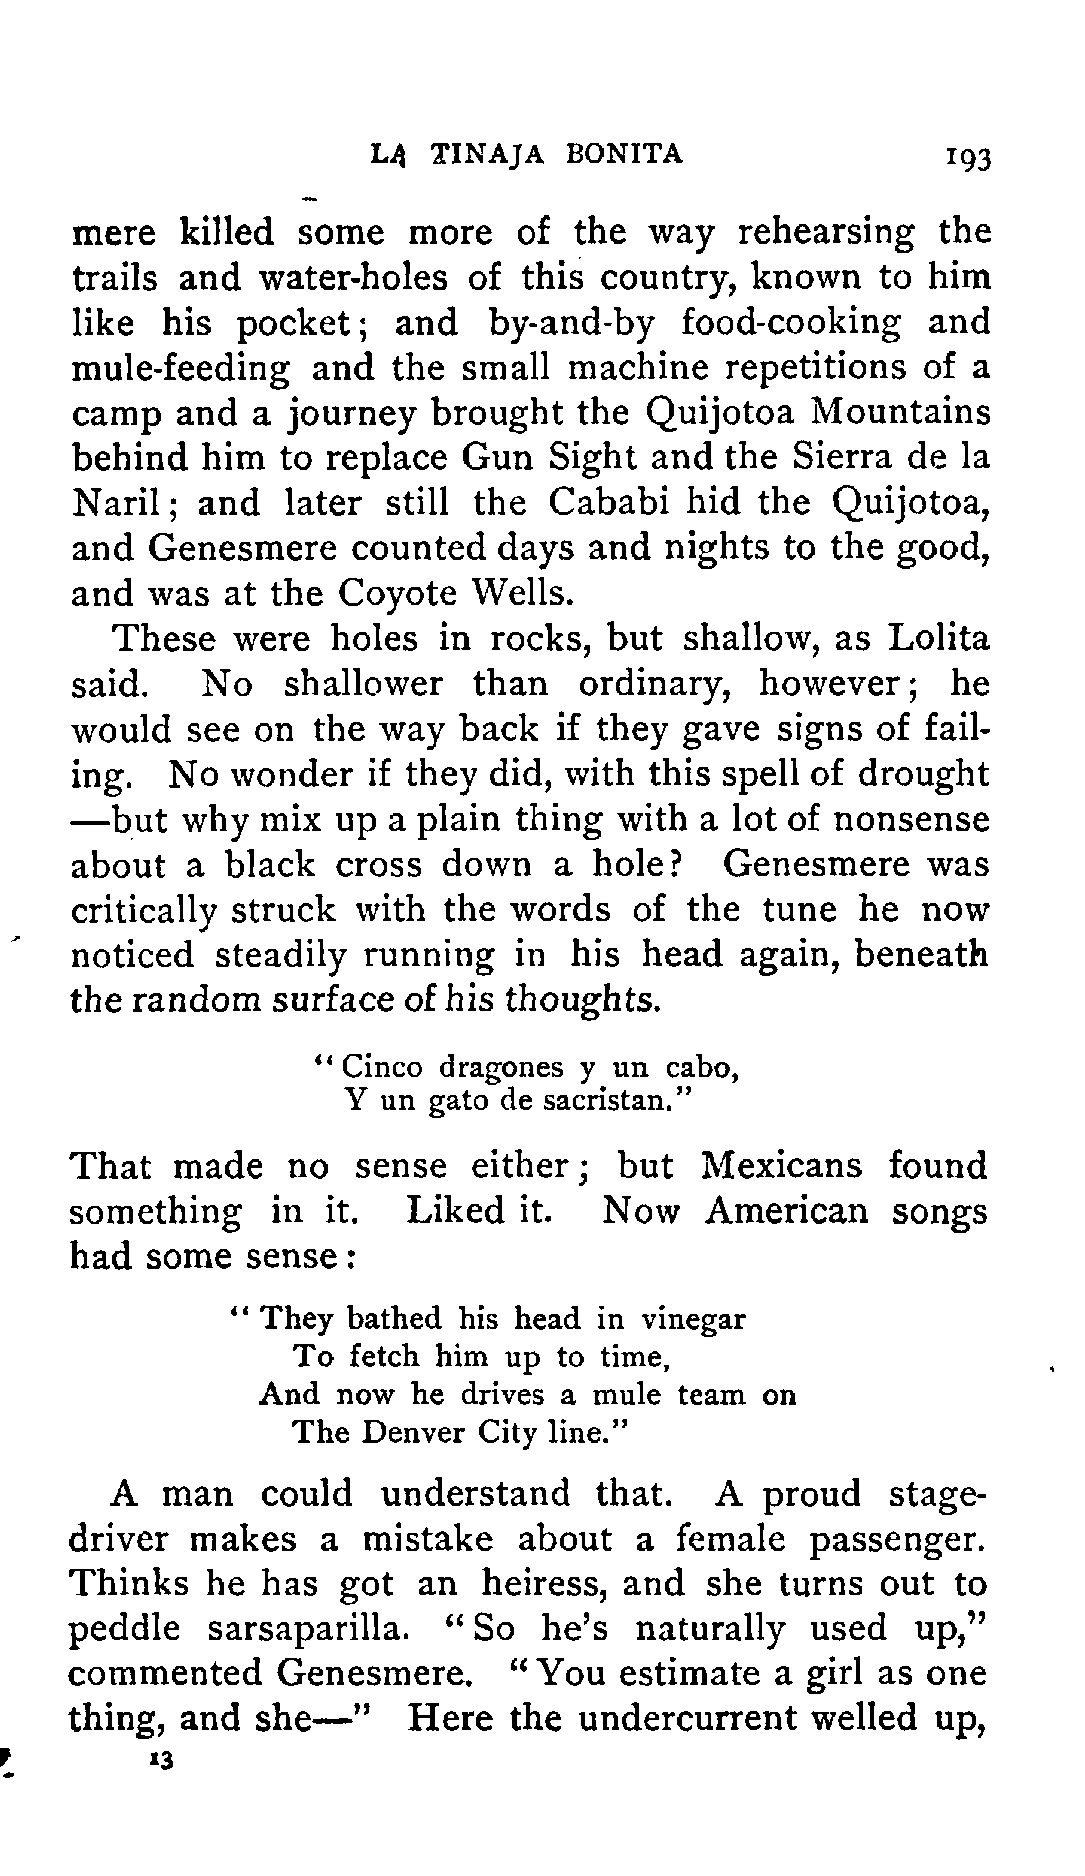 LA TINAJA BONITA 193
mere killed some more of the way rehearsing the
trails and water-holes of this country, known to him
like his pocket; and by-and-by food-cooking and
mule-feeding and the small machine repetitions of a
camp and a journey brought the Quijotoa Mountains
behind him to replace Gun Sight and the Sierra de la
Naril; and later still the Cababi hid the Quijotoa,
and Genesmere counted days and nights to the good,
and was at the Coyote Wells.
These were holes in rocks, but shallow, as Lolita
said. No shallower than ordinary, however; he
would see on the way back if they gave signs of fail-
ing. No wonder if they did, with this spell of drought
—but why mix up a plain thing with a lot of nonsense
about a black cross down a hole? Genesmere was
critically struck with the words of the tune he now
noticed steadily running in his head again, beneath
the random surface of his thoughts.
"Cinco dragones y un cabo,
Y un gato de sacristan."
That made no sense either; but Mexicans found
something in it. Liked it. Now American songs
had some sense:
"They bathed his head in vinegar
To fetch him up to time,
And now he drives a mule team on
The Denver City line."
A man could understand that. A proud stage-
driver makes a mistake about a female passenger.
Thinks he has got an heiress, and she turns out to
peddle sarsaparilla. "So he's naturally used up,"
commented Genesmere. "You estimate a girl as one
thing, and she—" Here the undercurrent welled up,
13